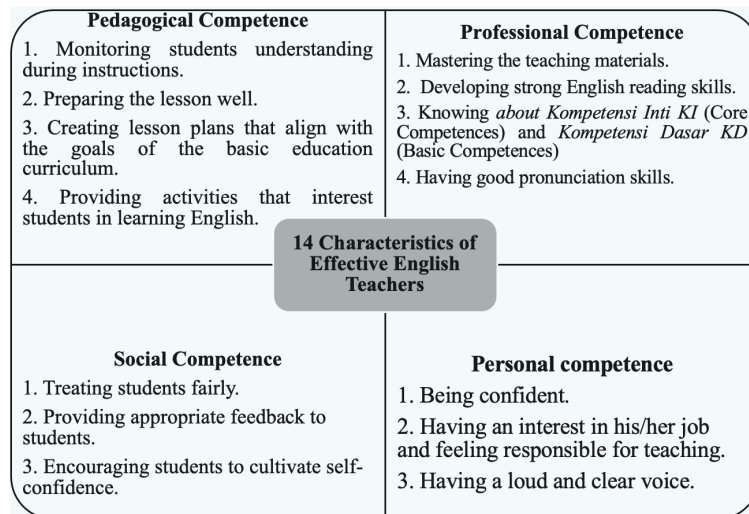 Pedagogical Competence
1. Monitoring students understanding
during instructions.
2. Preparing the lesson well.
3. Creating lesson plans that align with
the goals of the basic education
curriculum.
4. Providing activities that interest
students in learning English.
Professional Competence
1. Mastering the teaching materials.
2. Developing strong English reading skills.
3. Knowing about Kompetensi Inti KI (Core
Competences) and Kompetensi Dasar KD
(Basic Competences)
4. Having good pronunciation skills.
14 Characteristics of
Effective English
Teachers
Social Competence
1. Treating students fairly.
2. Providing appropriate feedback to
students.
3. Encouraging students to cultivate self-
confidence.
Personal competence
1. Being confident.
2. Having an interest in his/her job
and feeling responsible for teaching.
3. Having a loud and clear voice.